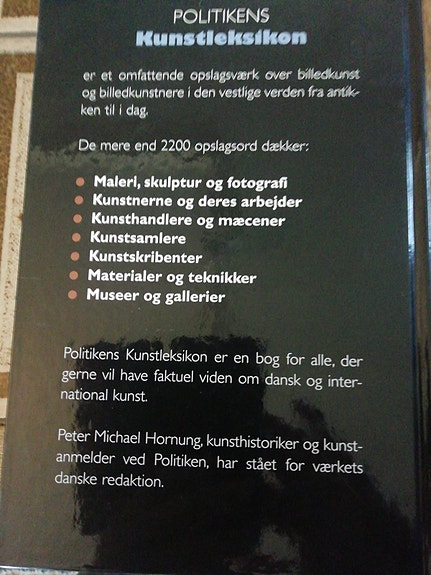 POLITIKENS
Kunstleksikon
er et omfattende opslagsværk over billedkunst
og billedkunstnere i den vestlige verden fra antik-
ken til i dag.
De mere end 2200 opslagsord dækker:
• Maleri, skulptur og fotografi
• Kunstnerne og deres arbejder
• Kunsthandlere og mæcener
• Kunstsamlere
• Kunstskribenter
• Materialer og teknikker
• Museer og gallerier
Politikens Kunstleksikon er en bog for alle, der
gerne vil have faktuel viden om dansk og inter-
national kunst.
Peter Michael Hornung, kunsthistoriker og kunst-
anmelder ved Politiken, har stået for værkets
danske redaktion.